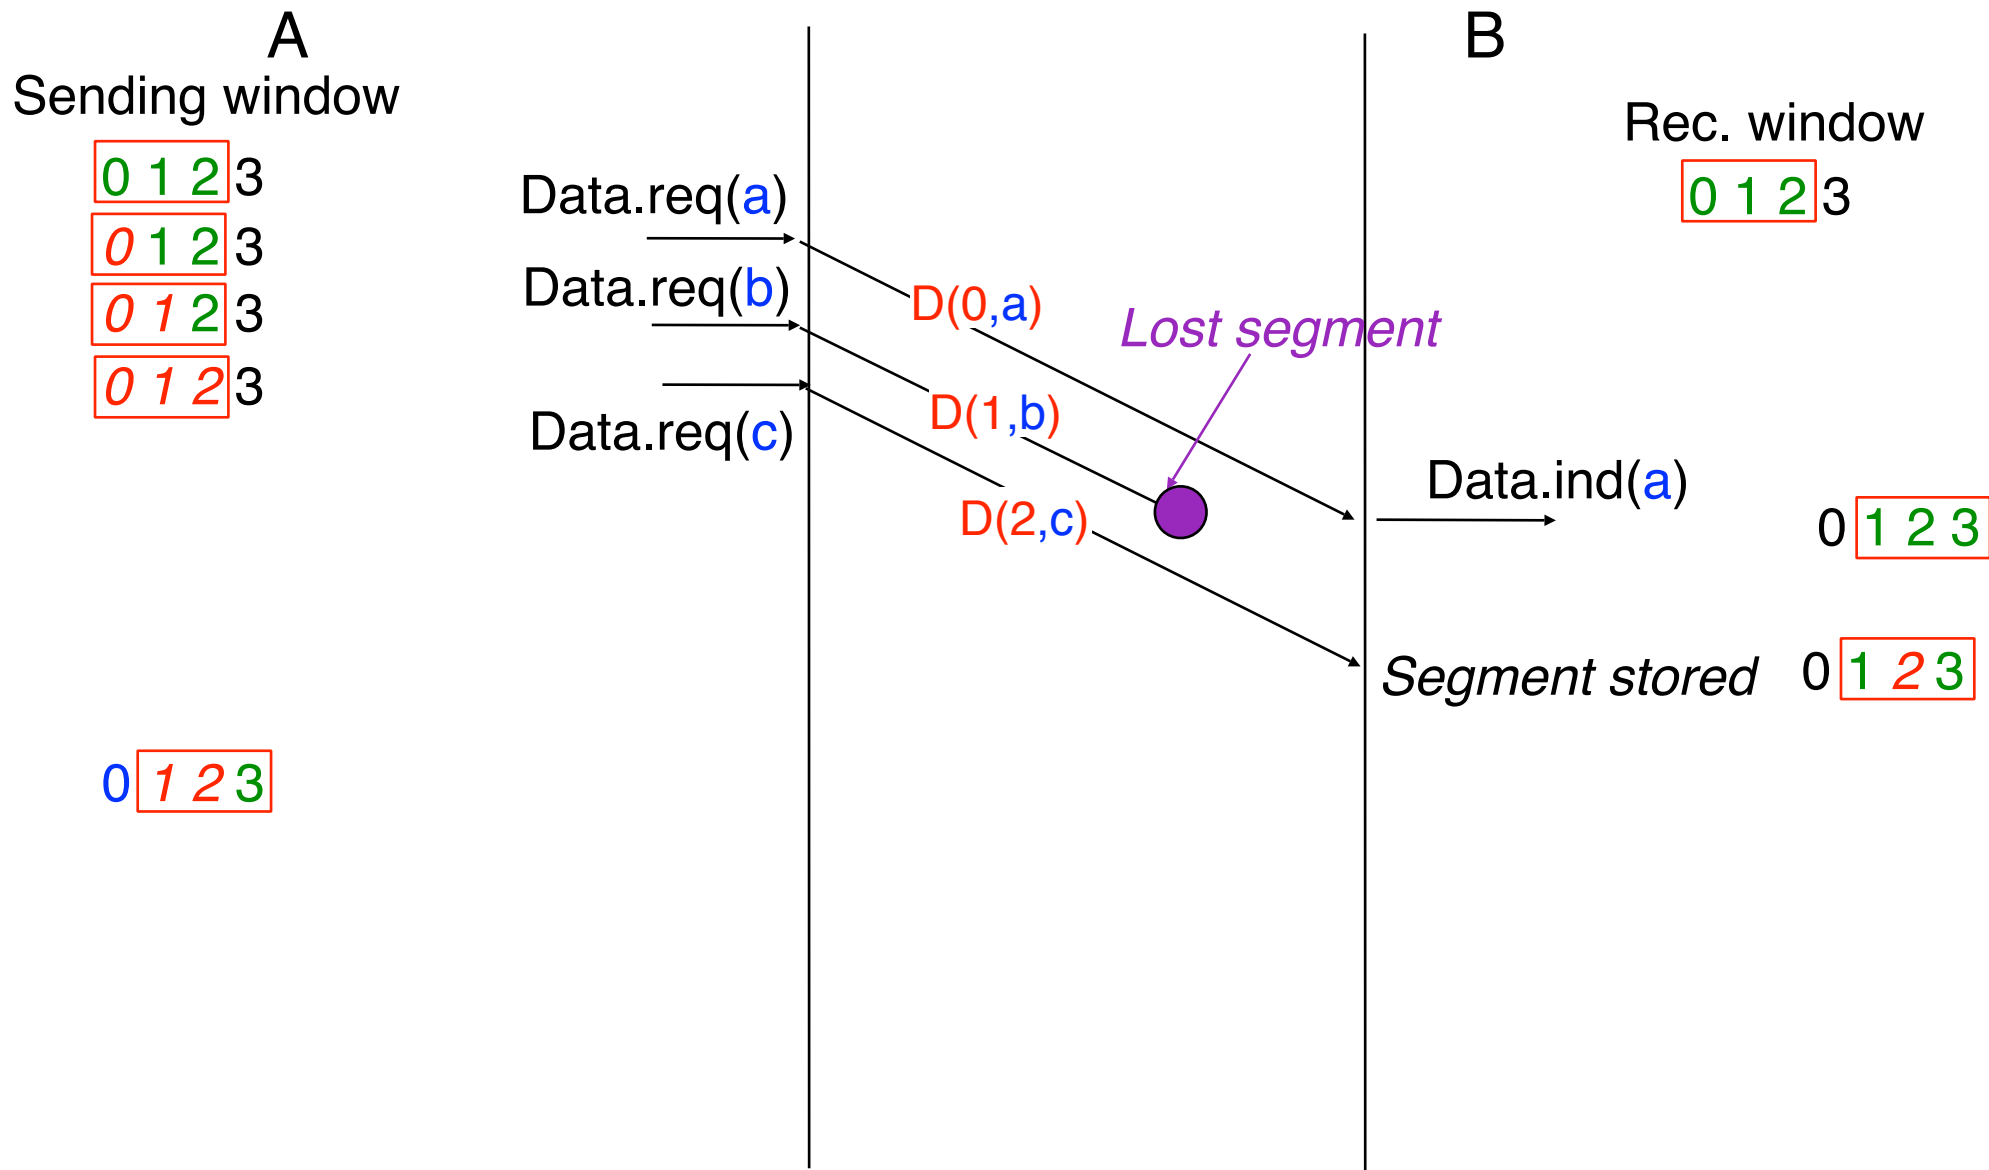 A
B
Sending window
Rec. window
0 1 2 3
0 1 2 3
Data.req(a)
0 1 2 3
Data.req(b)
D(0,a)
0 1 2 3
Lost segment
0 1 2 3
D(1,b)
Data.req(c)
Data.ind(a)
D(2,c)
0 1 2 3
Segment stored
0 1 2 3
0 1 2 3